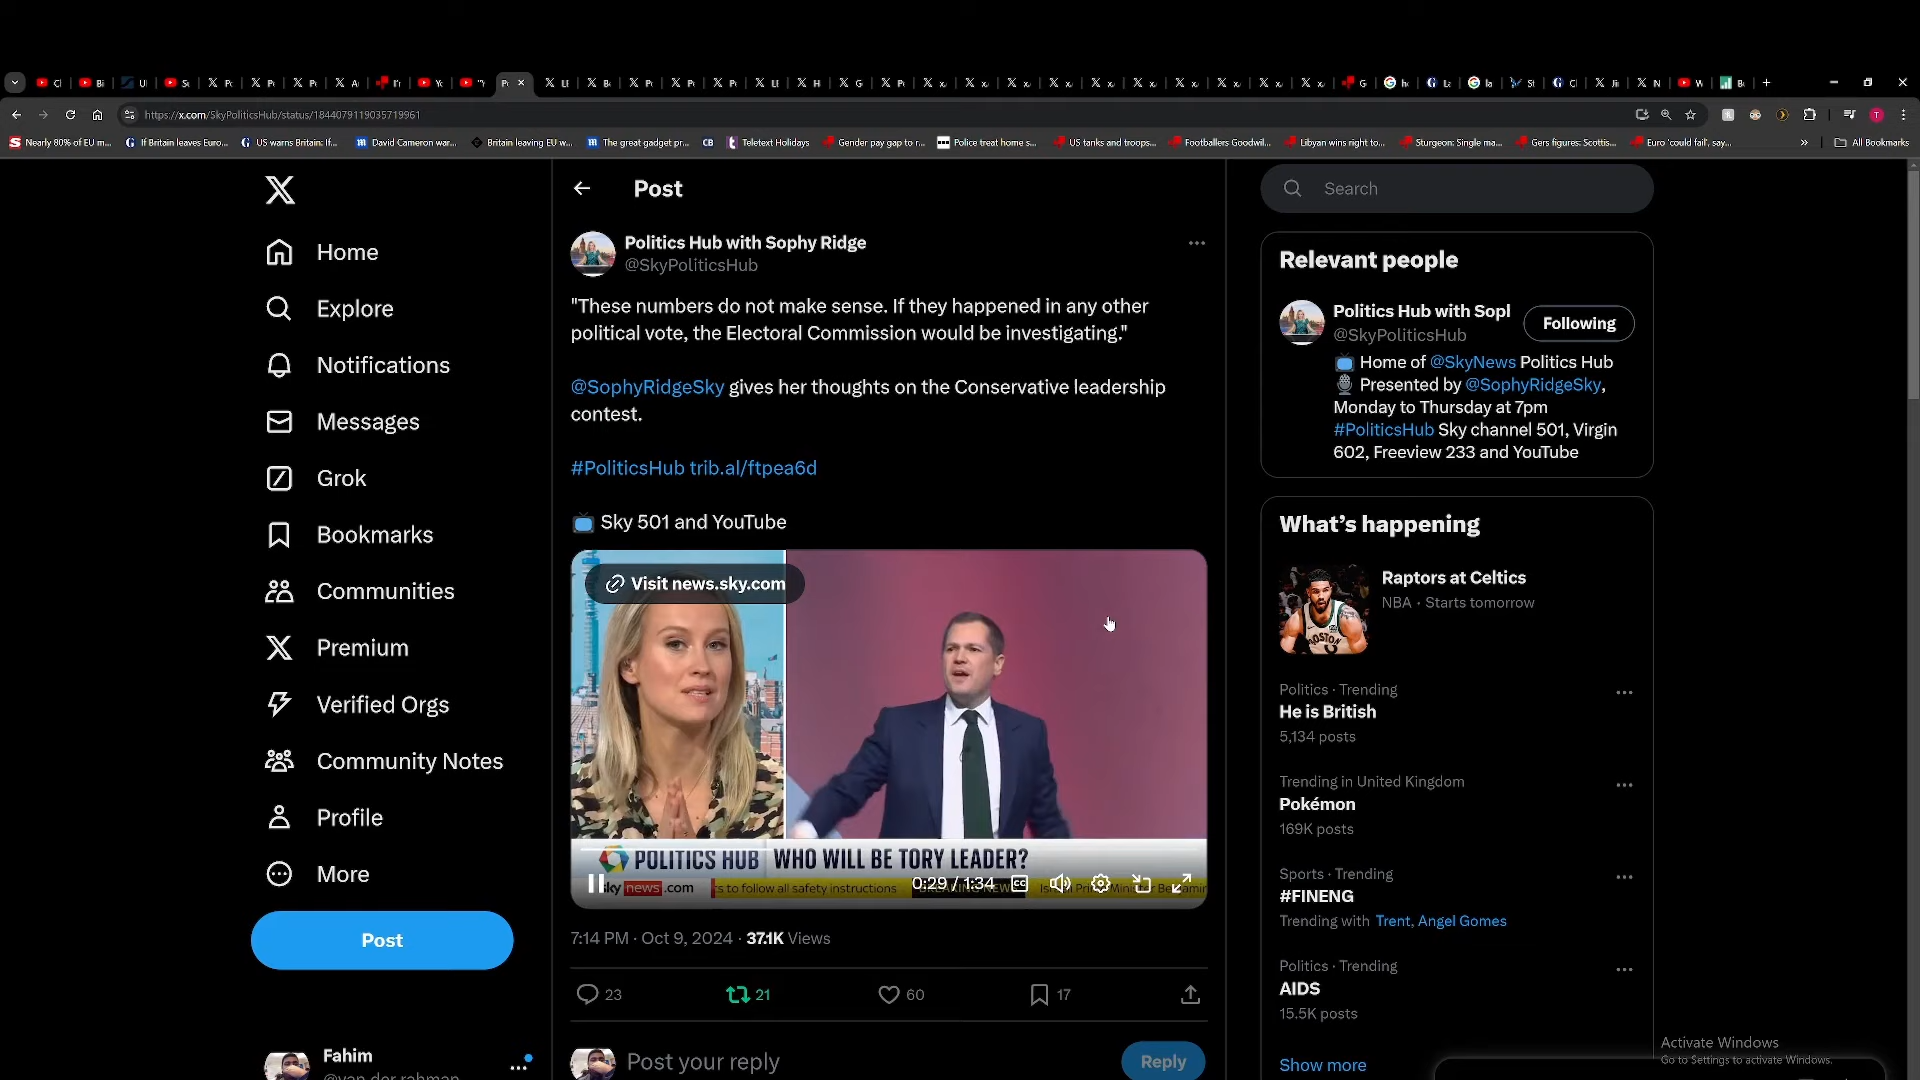 https://x.com/SkyPoliticsHub/status/1844079119035719961
Nearly 80% of EU m...
If Britain leaves Euro...
US warns Britain: If...
David Cameron war...
Britain leaving EU w...
The great gadget pr...
CB
Teletext Holidays
Gender pay gap to r...
Police treat home s...
US tanks and troops...
Footballers Goodwil...
Libyan wins right to...
Sturgeon: Single ma...
Gers figures: Scottis...
Euro 'could fail', say...
All Bookmarks
Home
Explore
Notifications
Messages
Grok
Bookmarks
Communities
Premium
Verified Orgs
Community Notes
Profile
More
Post
Fahim
Post
Politics Hub with Sophy Ridge
@SkyPoliticsHub
"These numbers do not make sense. If they happened in any other
political vote, the Electoral Commission would be investigating."
@SophyRidgeSky gives her thoughts on the Conservative leadership
contest.
#PoliticsHub trib.al/ftpea6d
Sky 501 and YouTube
Visit news.sky.com
POLITICS HUB WHO WILL BE TORY LEADER?
sky news.com
ts to follow all safety instructions
0:29 / 1:34
7:14 PM · Oct 9, 2024 · 37.1K Views
23
21
60
17
Post your reply
Reply
Search
Relevant people
Politics Hub with Sopl
@SkyPoliticsHub
Following
Home of @SkyNews Politics Hub
Presented by @SophyRidgeSky,
Monday to Thursday at 7pm
#PoliticsHub Sky channel 501, Virgin
602, Freeview 233 and YouTube
What's happening
Raptors at Celtics
NBA · Starts tomorrow
Politics · Trending
He is British
5,134 posts
Trending in United Kingdom
Pokémon
169K posts
Sports · Trending
#FINENG
Trending with Trent, Angel Gomes
Politics · Trending
AIDS
15.5K posts
Show more
Activate Windows
Go to Settings to activate Windows.